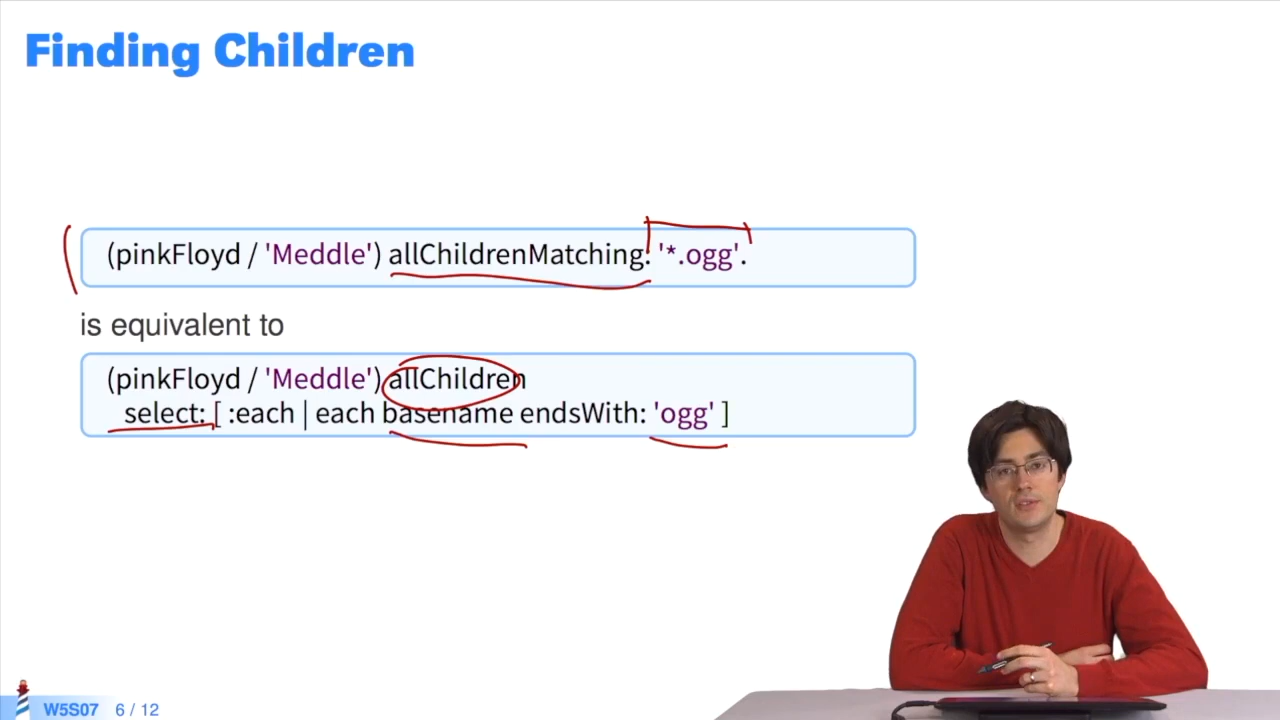 Finding Children
(pinkFloyd / 'Meddle') allChildrenMatching: '*.ogg'.
is equivalent to
(pinkFloyd / 'Meddle') allChildren
select: [ :each | each basename endsWith: 'ogg' ]
W5S07 6 / 12